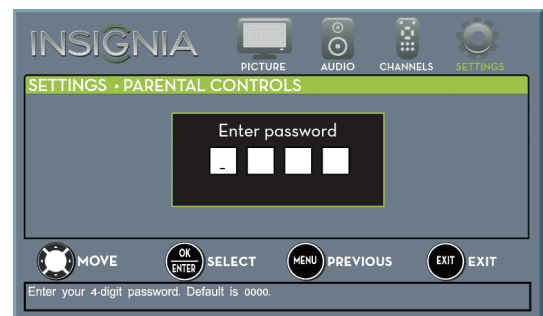 INSIGNIA
PICTURE AUDIO CHANNELS SETTINGS
SETTINGS • PARENTAL CONTROLS
Enter password
-
OK
ENTER
MOVE SELECT MENU PREVIOUS EXIT EXIT
Enter your 4-digit password. Default is 0000.